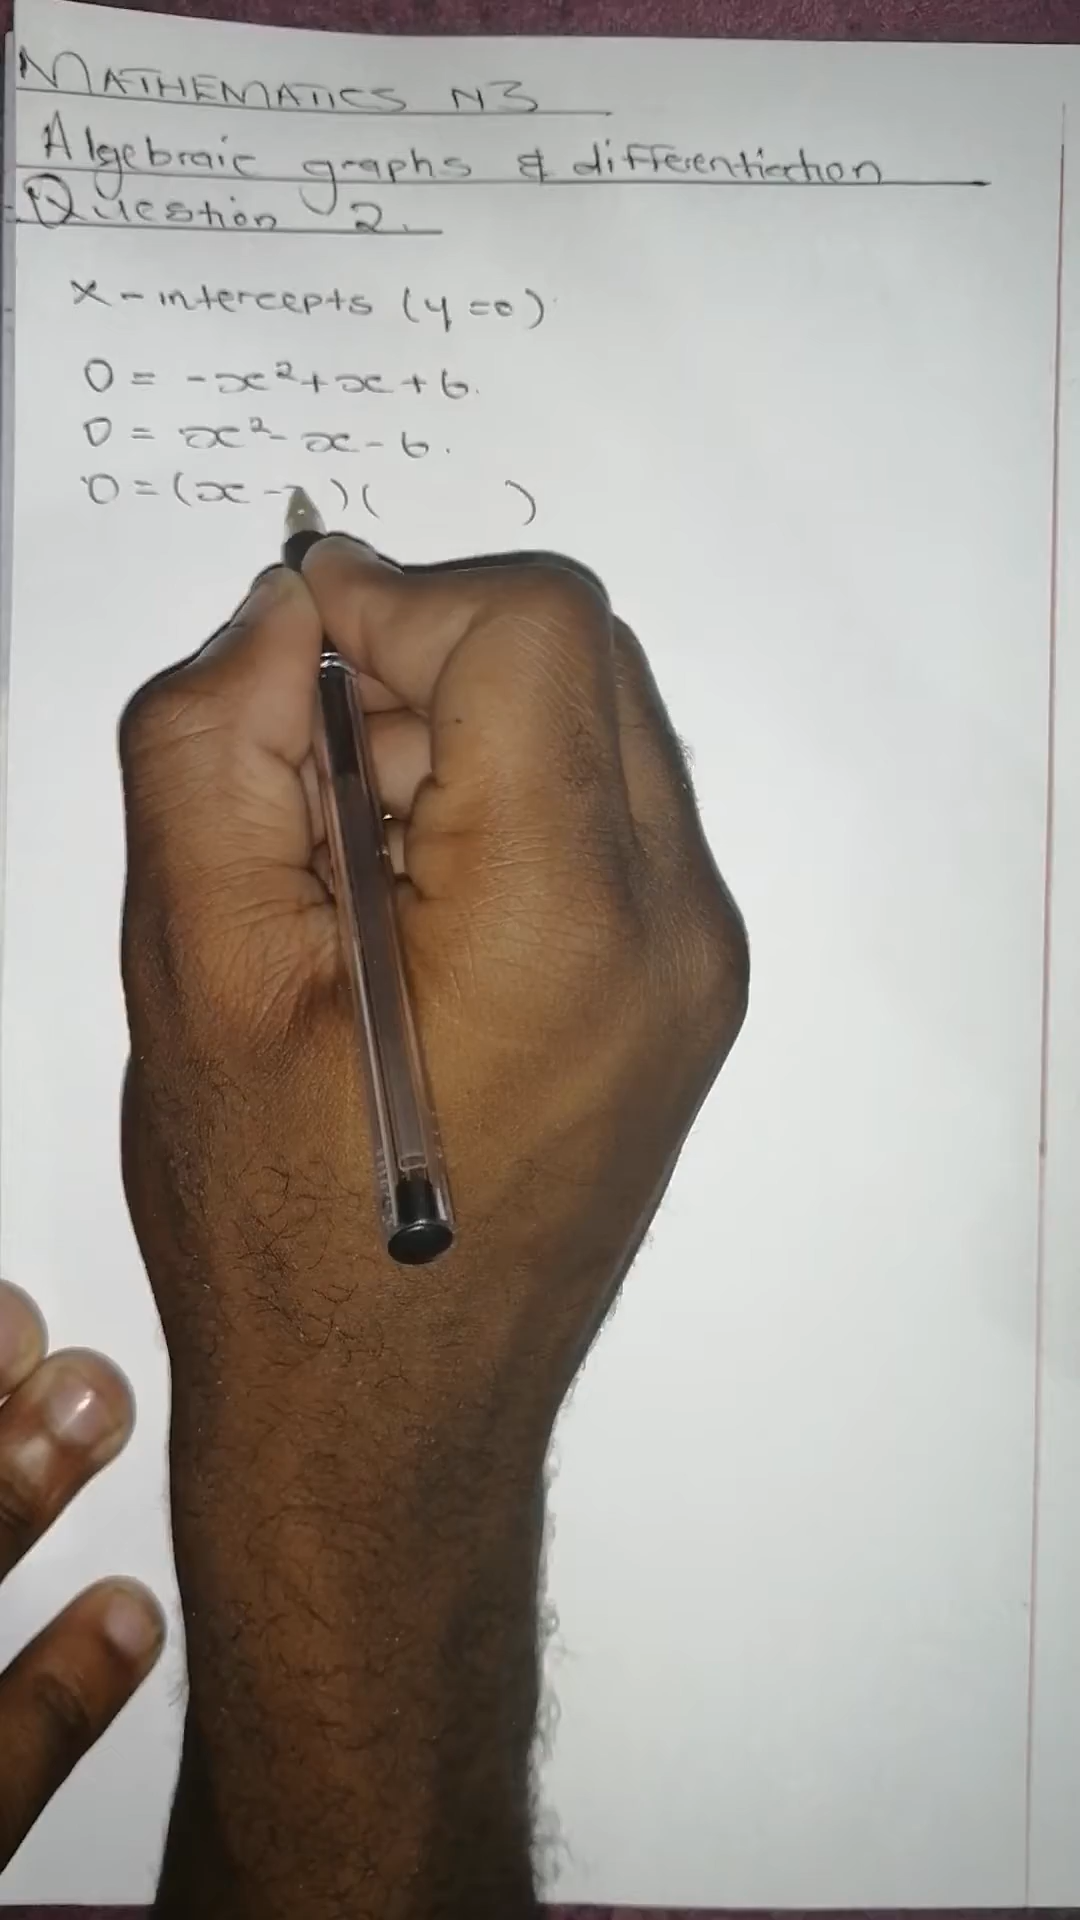 MATHEMATICS N3
Algebraic graphs & differentiation
Question 2.
x-intercepts (y=0)
0 = -x²+x+6.
0 = x²-x-6.
0=(x- )( )